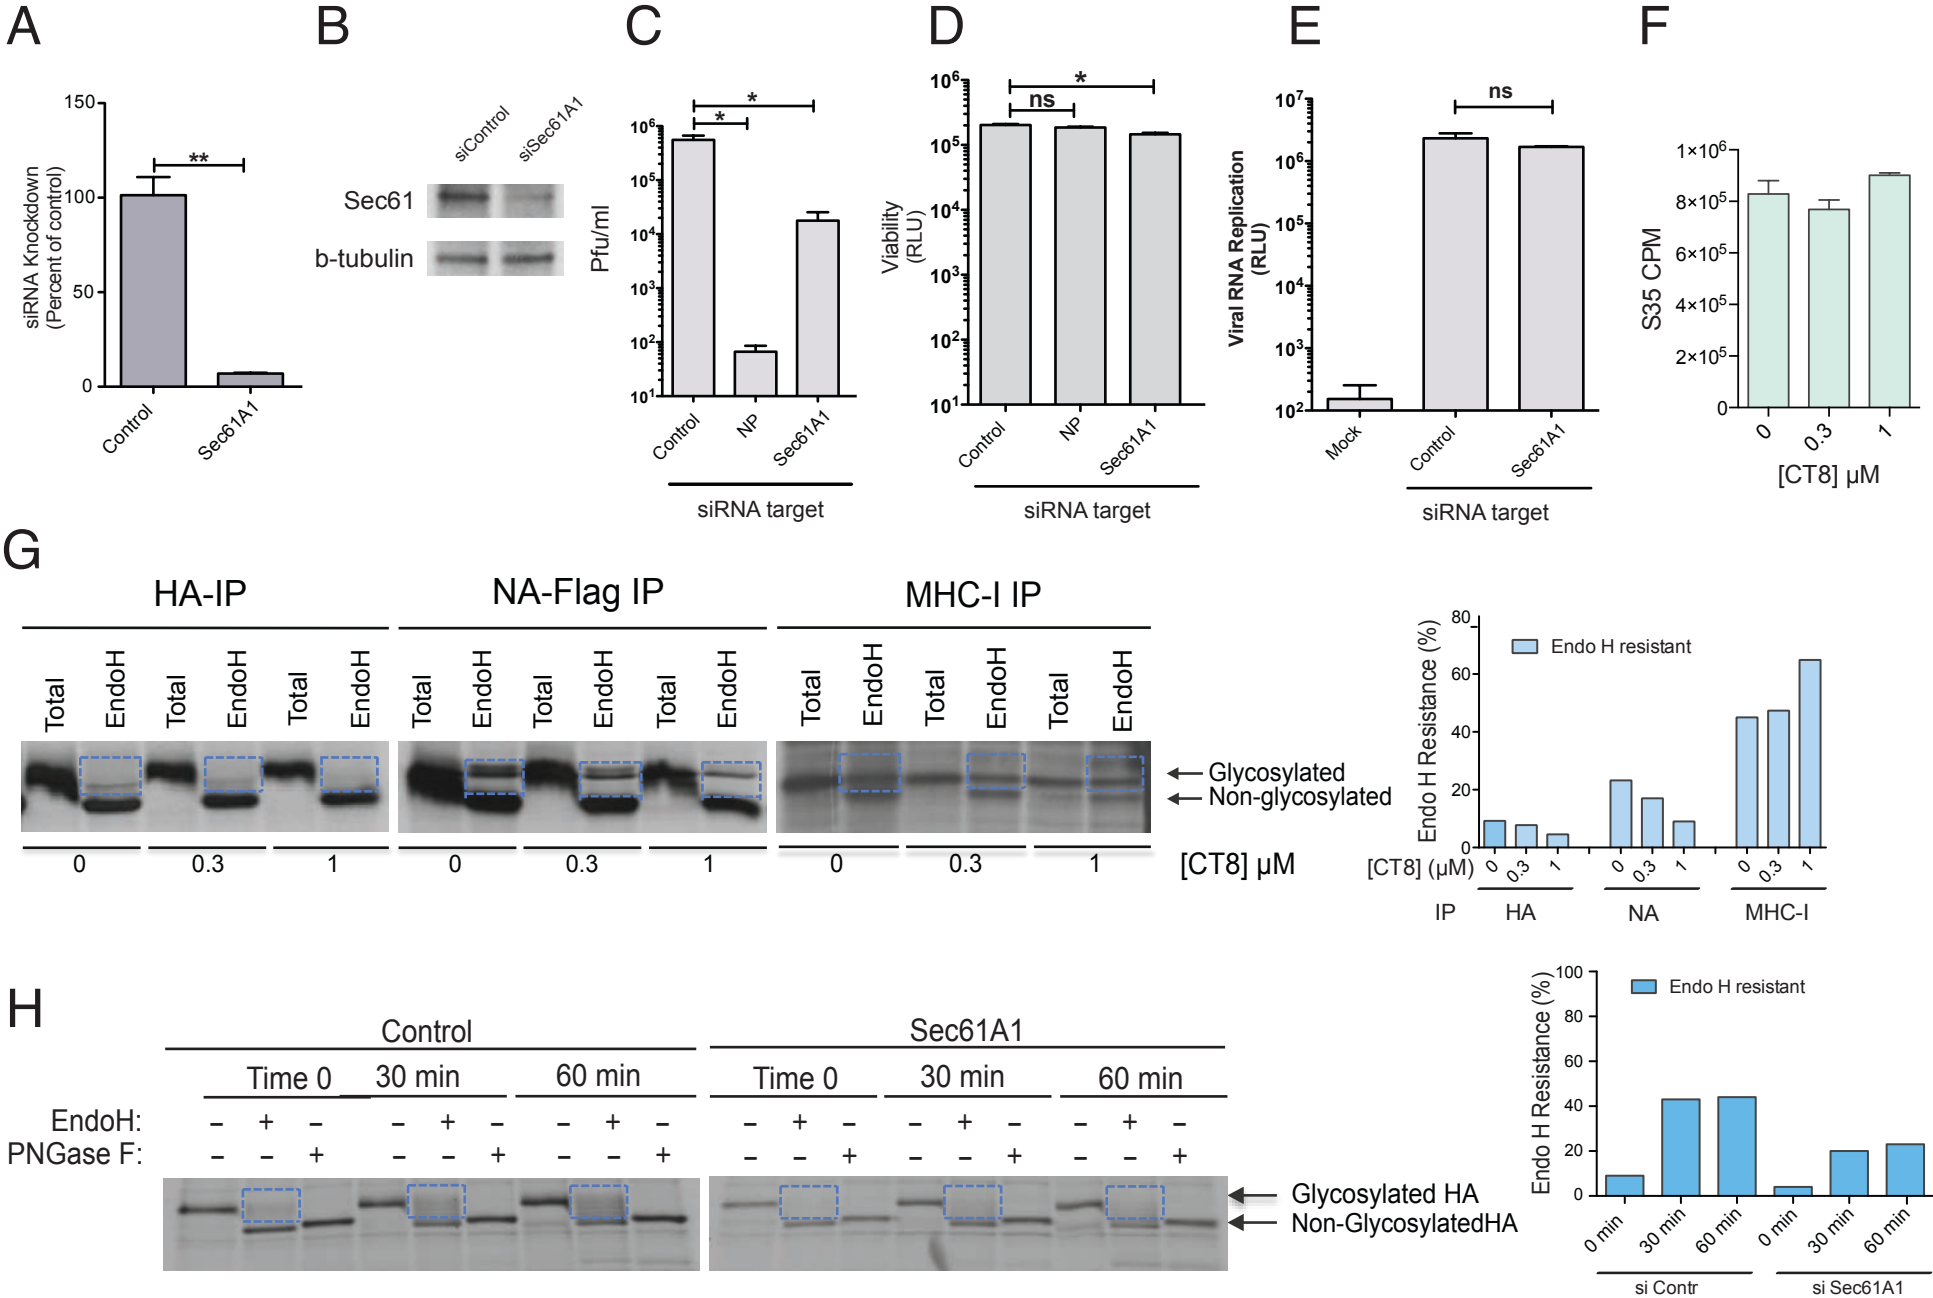 A
B
C
D
E
F
siRNA Knockdown
(Percent of control)
150
100
50
0
**
Control
Sec61A1
siControl
siSec61A1
Sec61
b-tubulin
Pfu/ml
10⁶
10⁵
10⁴
10⁶
10²
10¹
*
*
Control
NP
Sec61A1
siRNA target
Viability
(RLU)
10⁶
10⁵
10⁴
10³
10²
10¹
*
ns
Control
NP
Sec61A1
siRNA target
Viral RNA Replication
(RLU)
10⁷
10⁶
10⁵
10⁴
10³
10²
ns
Mock
Control
Sec61A1
siRNA target
S35 CPM
1×10⁶
8×10⁵
6×10⁵
4×10⁵
2×10⁵
0
0 0.3 1
[CT8] µM
G
HA-IP NA-Flag IP MHC-I IP
Total EndoH Total EndoH Total EndoH Total EndoH Total EndoH Total EndoH Total EndoH Total EndoH Total EndoH
Glycosylated
Non-glycosylated
0 0.3 1 0 0.3 1 0 0.3 1 [CT8] µM
Endo H Resistance (%)
80
60
40
20
0
Endo H resistant
[CT8] (µM) 0 0.3 1 0 0.3 1 0 0.3 1
IP HA NA MHC-I
H
Control Sec61A1
Time 0 30 min 60 min Time 0 30 min 60 min
EndoH: – + – + – + – + – + – +
PNGase F: – – + – – + – – + – – + – – + – – +
Glycosylated HA
Non-GlycosylatedHA
Endo H Resistance (%)
100
80
60
40
20
0
Endo H resistant
0 min 30 min 60 min 0 min 30 min 60 min
si Contr si Sec61A1